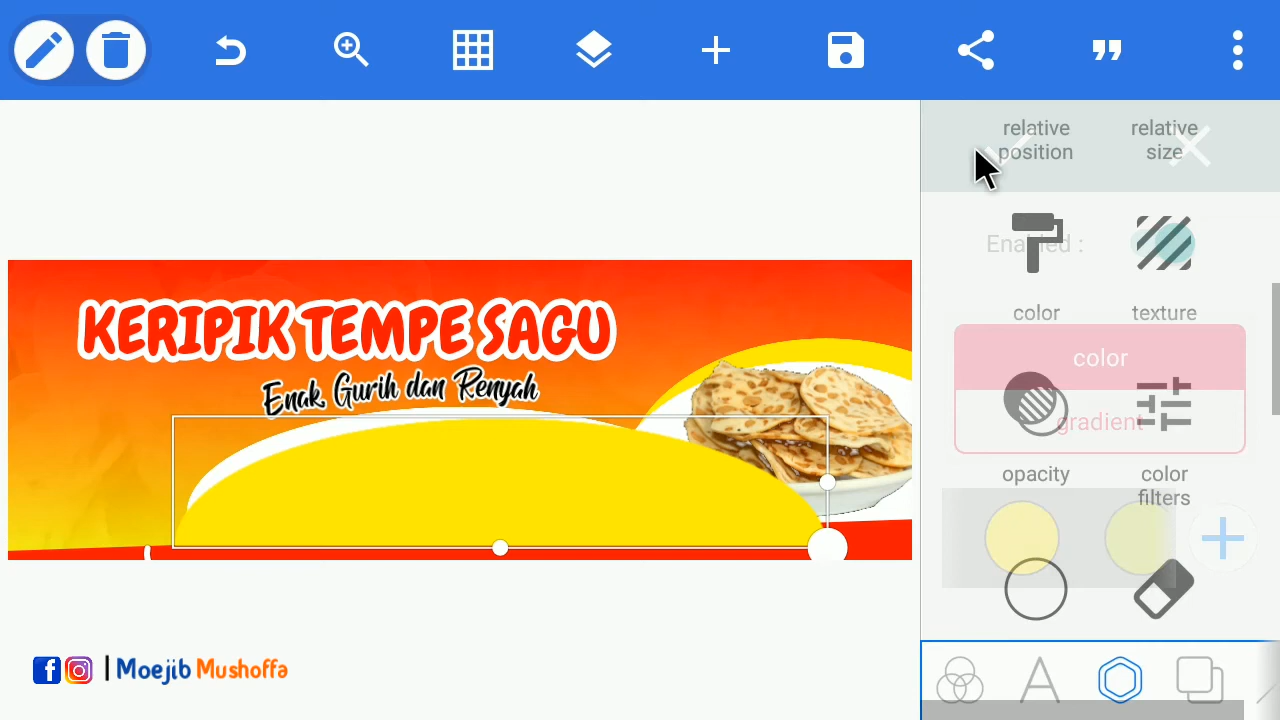 relative position
relative size
Enabled :
color
texture
color
gradient
opacity
color filters
KERIPIK TEMPE SAGU
Enak, Gurih dan Renyah
Moejib Mushoffa